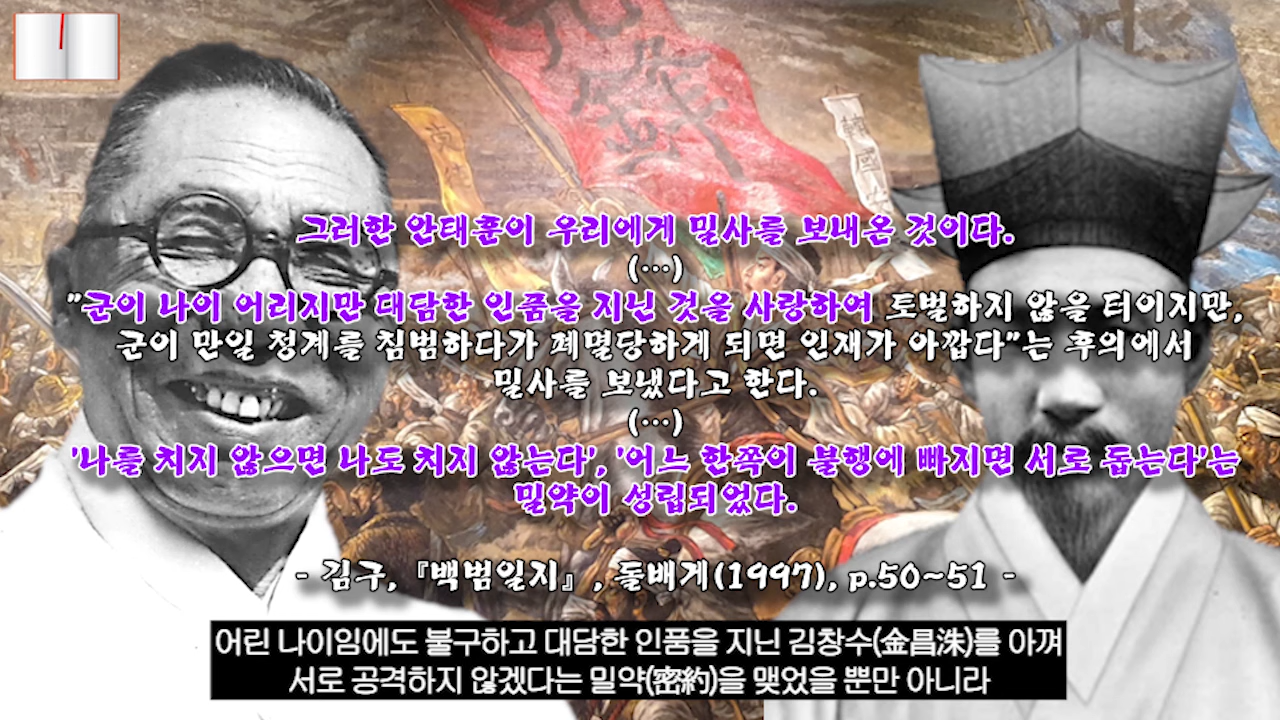 그러한 안태훈이 우리에게 밀사를 보내온 것이다.
(…)
"군이 나이 어리지만 대담한 인품을 지닌 것을 사랑하여 토벌하지 않을 터이지만,
군이 만일 청계를 침범하다가 폐멸당하게 되면 인재가 아깝다"는 후의에서
밀사를 보냈다고 한다.
(…)
'나를 치지 않으면 나도 치지 않는다', '어느 한쪽이 불행에 빠지면 서로 돕는다'는
밀약이 성립되었다.
- 김구, 『백범일지』, 돌베게(1997), p.50~51 -
어린 나이임에도 불구하고 대담한 인품을 지닌 김창수(金昌洙)를 아껴
서로 공격하지 않겠다는 밀약(密約)을 맺었을 뿐만 아니라